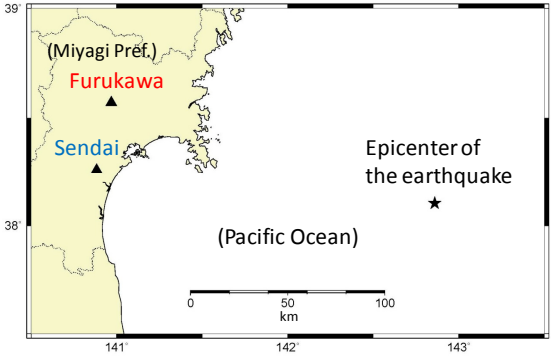 39°
(Miyagi Pref.)
Furukawa
Sendai
Epicenter of
the earthquake
38°
(Pacific Ocean)
0 50 100
km
141° 142° 143°